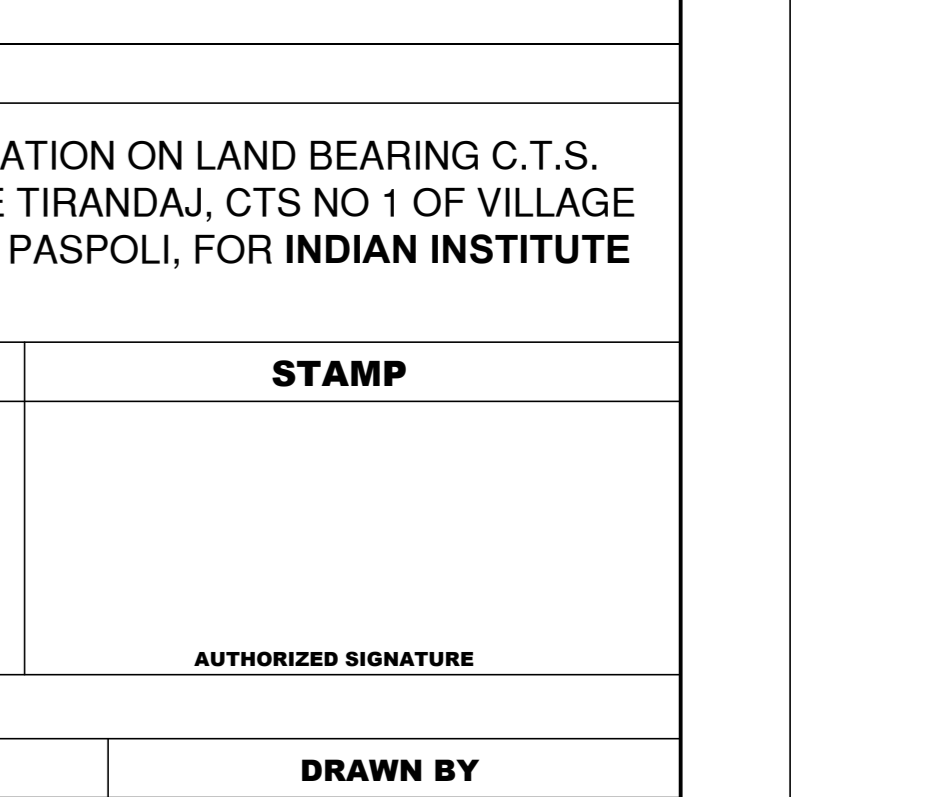 ATION ON LAND BEARING C.T.S.
E TIRANDAJ, CTS NO 1 OF VILLAGE
PASPOLI, FOR INDIAN INSTITUTE
STAMP
AUTHORIZED SIGNATURE
DRAWN BY